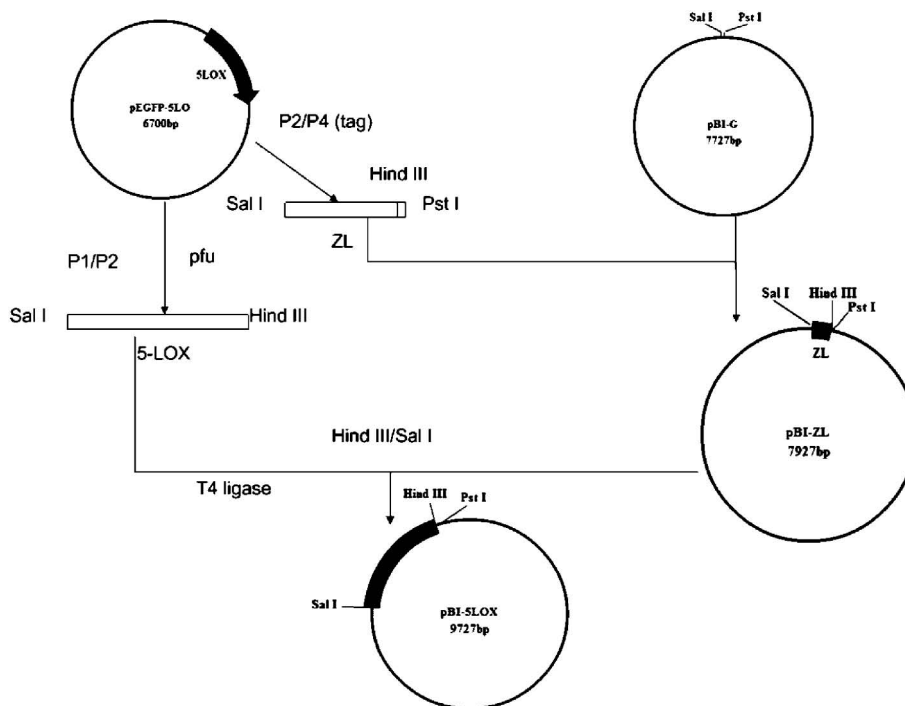 Sal I
Pst I
5LOX
pEGFP-5LO
6700bp
P2/P4 (tag)
pBI-G
7727bp
Hind III
Sal I
Pst I
ZL
P1/P2
pfu
Sal I
Hind III
5-LOX
Sal I
Hind III
Pst I
ZL
pBI-ZL
7927bp
Hind III/Sal I
T4 ligase
Hind III
Pst I
Sal I
pBI-5LOX
9727bp